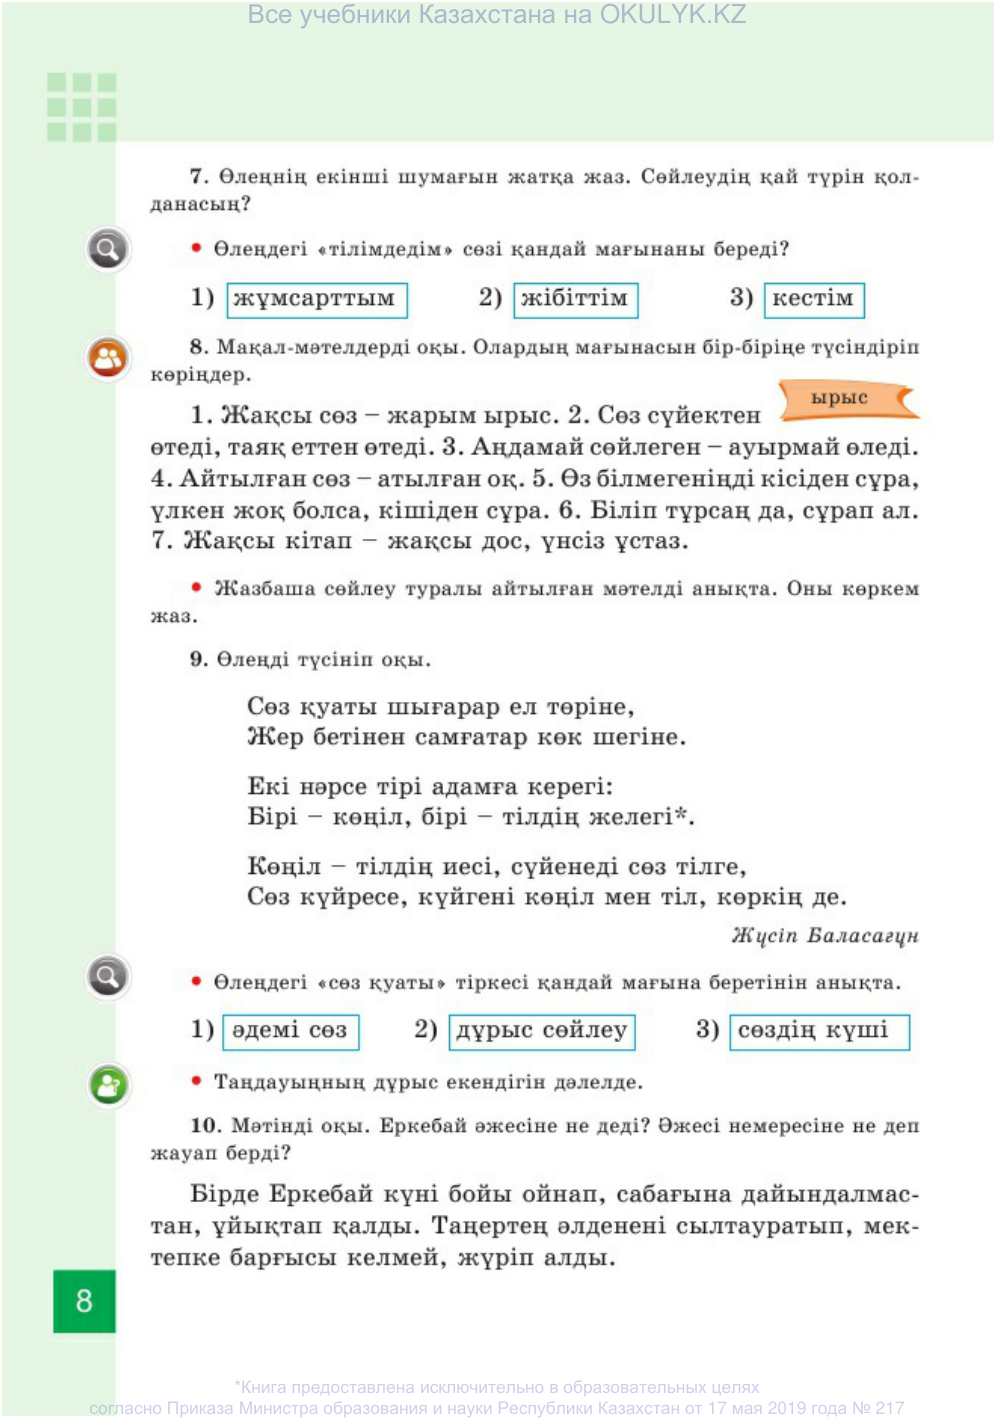 Все учебники Казахстана на OKULYK.KZ
7. Өлеңнің екінші шумағын жатқа жаз. Сөйлеудің қай түрін қол-
данасың?
• Өлеңдегі «тілімдедім» сөзі қандай мағынаны береді?
1) жұмсарттым 2) жібіттім 3) кестім
8. Мақал-мәтелдерді оқы. Олардың мағынасын бір-біріңе түсіндіріп
көріңдер.
ырыс
1. Жақсы сөз – жарым ырыс. 2. Сөз сүйектен
өтеді, таяқ еттен өтеді. 3. Аңдамай сөйлеген – ауырмай өледі.
4. Айтылған сөз – атылған оқ. 5. Өз білмегеніңді кісіден сұра,
үлкен жоқ болса, кішіден сұра. 6. Біліп тұрсаң да, сұрап ал.
7. Жақсы кітап – жақсы дос, үнсіз ұстаз.
• Жазбаша сөйлеу туралы айтылған мәтелді анықта. Оны көркем
жаз.
9. Өлеңді түсініп оқы.
Сөз қуаты шығарар ел төріне,
Жер бетінен самғатар көк шегіне.
Екі нәрсе тірі адамға керегі:
Бірі – көңіл, бірі – тілдің желегі*.
Көңіл – тілдің иесі, сүйенеді сөз тілге,
Сөз күйресе, күйгені көңіл мен тіл, көркің де.
Жүсіп Баласағұн
• Өлеңдегі «сөз қуаты» тіркесі қандай мағына беретінін анықта.
1) әдемі сөз 2) дұрыс сөйлеу 3) сөздің күші
• Таңдауыңның дұрыс екендігін дәлелде.
10. Мәтінді оқы. Еркебай әжесіне не деді? Әжесі немересіне не деп
жауап берді?
Бірде Еркебай күні бойы ойнап, сабағына дайындалмас-
тан, ұйықтап қалды. Таңертең әлденені сылтауратып, мек-
тепке барғысы келмей, жүріп алды.
8
*Книга предоставлена исключительно в образовательных целях
согласно Приказа Министра образования и науки Республики Казахстан от 17 мая 2019 года № 217